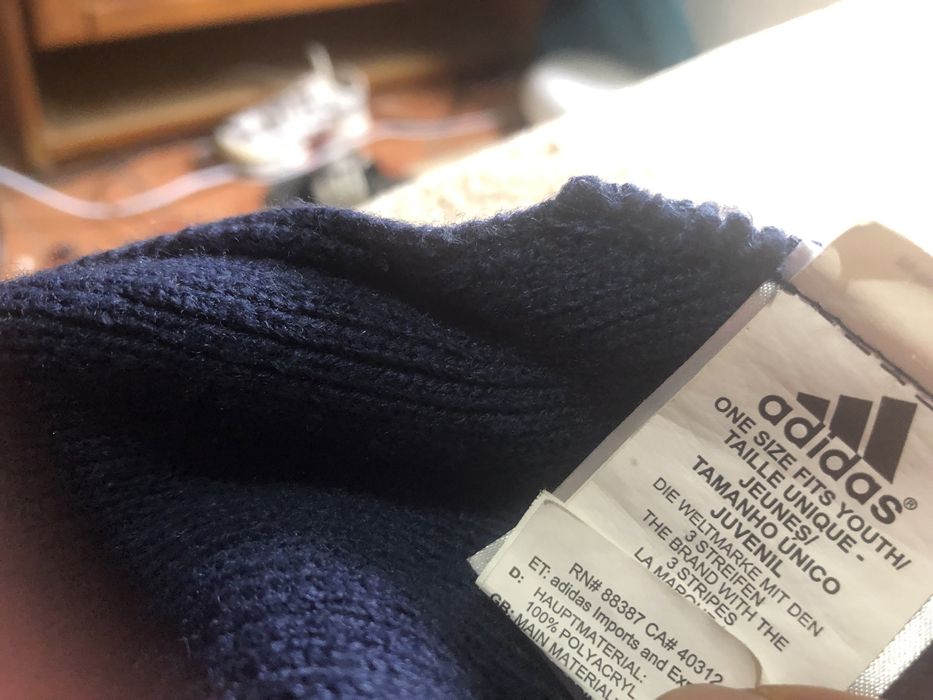 adidas®
ONE SIZE FITS YOUTH/
TAILLE UNIQUE -
JEUNES/
TAMANHO ÚNICO
JUVENIL
DIE WELTMARKE MIT DEN
3 STREIFEN
THE BRAND WITH THE
3 STRIPES
LA MARQ
RN# 88387 CA# 40312
ET: adidas Imports and Ex
D: HAUPTMATERIAL:
100% POLYACRYL
GB: MAIN MATERIAL: